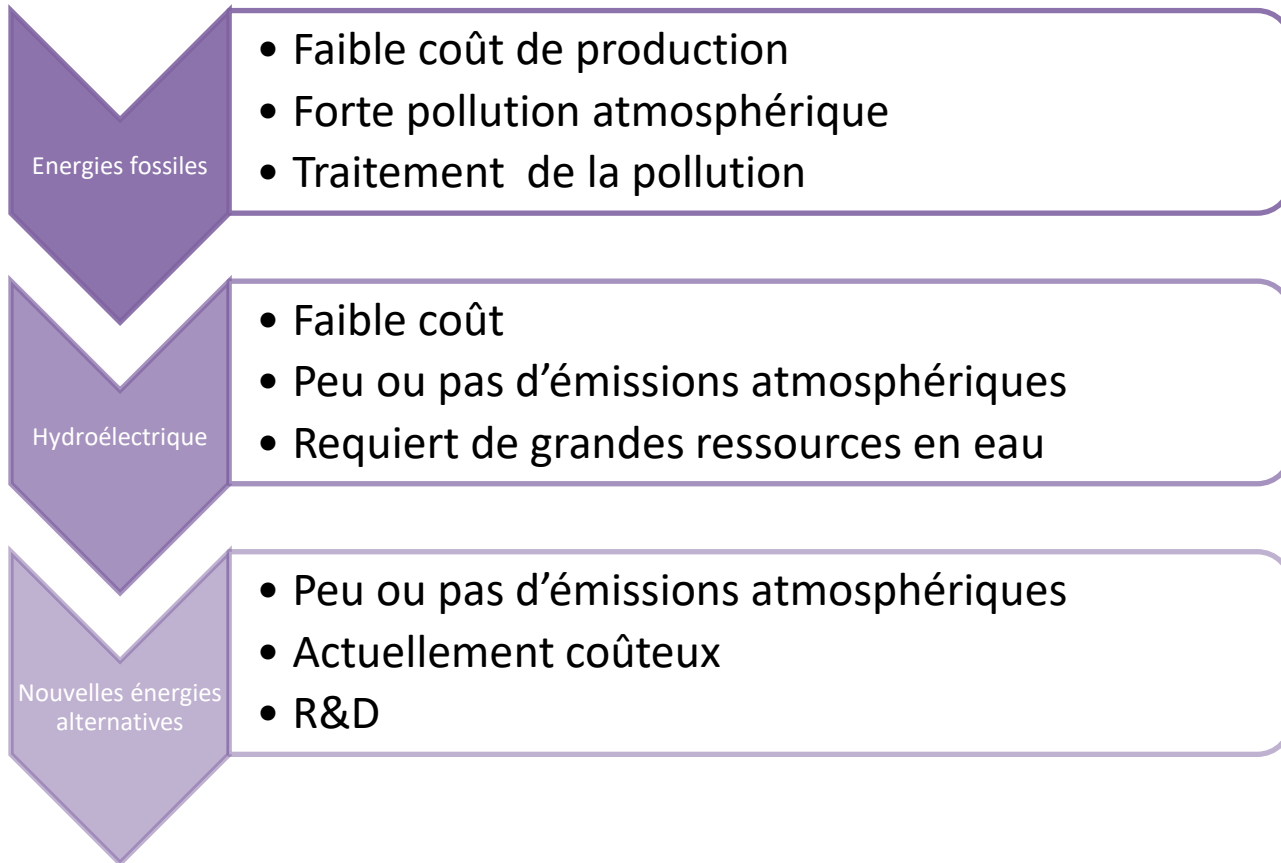 Energies fossiles
• Faible coût de production
• Forte pollution atmosphérique
• Traitement  de la pollution
Hydroélectrique
• Faible coût
• Peu ou pas d’émissions atmosphériques
• Requiert de grandes ressources en eau
Nouvelles énergies
alternatives
• Peu ou pas d’émissions atmosphériques
• Actuellement coûteux
• R&D